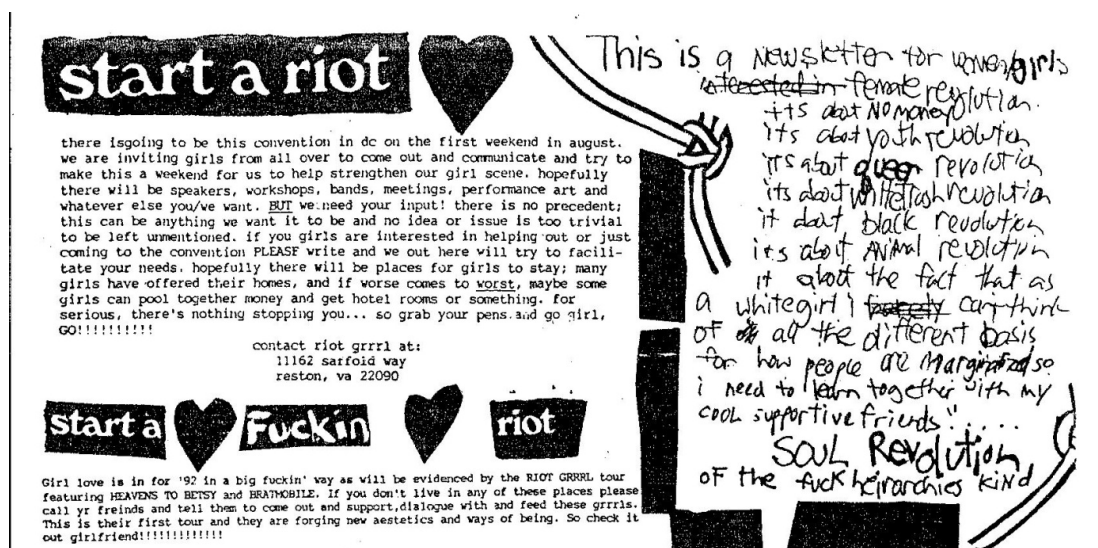 start a riot
there isgoing to be this convention in dc on the first weekend in august.
we are inviting girls from all over to come out and communicate and try to
make this a weekend for us to help strengthen our girl scene. hopefully
there will be speakers, workshops, bands, meetings, performance art and
whatever else you/we want. BUT we need your input! there is no precedent;
this can be anything we want it to be and no idea or issue is too trivial
to be left unmentioned. if you girls are interested in helping out or just
coming to the convention PLEASE write and we out here will try to facili-
tate your needs. hopefully there will be places for girls to stay; many
girls have offered their homes, and if worse comes to worst, maybe some
girls can pool together money and get hotel rooms or something. for
serious, there's nothing stopping you... so grab your pens and go girl,
GO!!!!!!!!!!
contact riot grrrl at:
11162 sarfoid way
reston, va 22090
start a Fuckin riot
Girl love is in for '92 in a big fuckin' way as will be evidenced by the RIOT GRRRL tour
featuring HEAVENS TO BETSY and BRATMOBILE. If you don't live in any of these places please
call yr freinds and tell them to come out and support,dialogue with and feed these grrrls.
This is their first tour and they are forging new aestetics and ways of being. So check it
out girlfriend!!!!!!!!!!!!!
This is a Newsletter for women/girls
interested in female revolution.
its about NO money
its about youth revolution
its about queer revolution
its about whitetrash revolution
it about black revolution
its about ANiMal revolution
it about the fact that as
a whitegirl i can think
of all the different basis
for how people are Marginalized so
i need to learn together with my
cool supportive friends"....
SOUL Revolution
of the fuck heirarchies kind